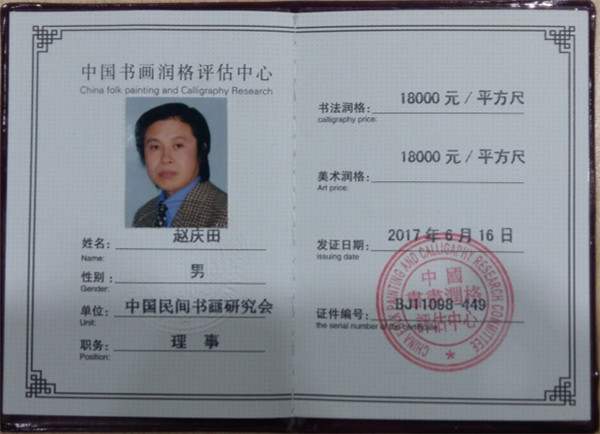 中国书画润格评估中心
China folk painting and Calligraphy Research
姓名: 赵庆田
Name:
性别: 男
Gender:
单位: 中国民间书画研究会
Unit:
职务: 理 事
Position:
书法润格: 18000 元 / 平方尺
calligraphy price:
美术润格: 18000 元 / 平方尺
Art price:
发证日期: 2017 年 6 月 16 日
issuing date
证件编号: BJ11098-449
the serial number of the certificate
中國
書畫潤格
评估中心
PAINTING AND CALLIGRAPHY RESEARCH COMMITTEE